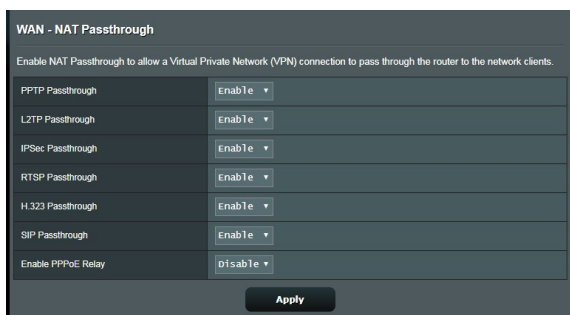 WAN - NAT Passthrough
Enable NAT Passthrough to allow a Virtual Private Network (VPN) connection to pass through the router to the network clients.
PPTP Passthrough Enable
L2TP Passthrough Enable
IPSec Passthrough Enable
RTSP Passthrough Enable
H.323 Passthrough Enable
SIP Passthrough Enable
Enable PPPoE Relay Disable
Apply